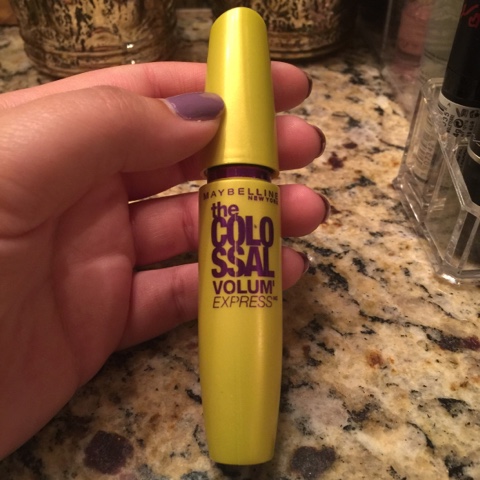 MAYBELLINE
NEW YORK
the
COLO
SSAL
VOLUM'
EXPRESS